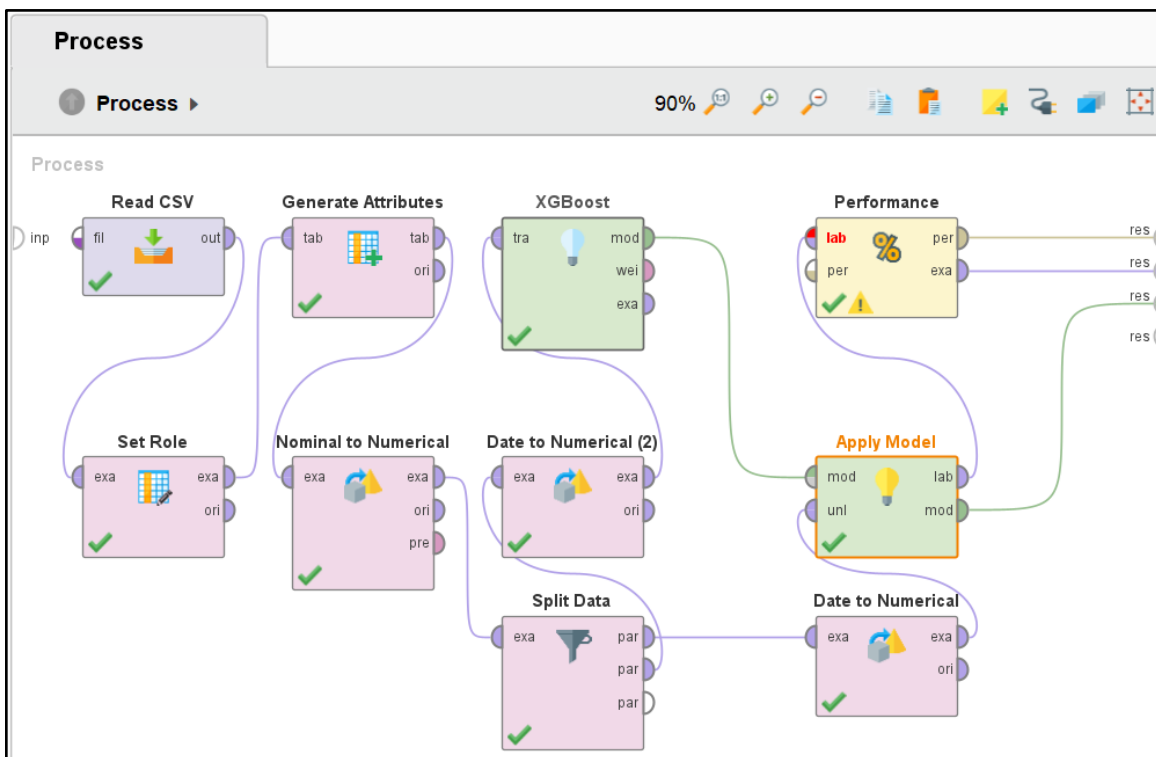 Process
Process
90%
Process
Read CSV
Generate Attributes
XGBoost
Performance
inp
fil
out
tab
tab
ori
tra
mod
wei
exa
lab
per
per
exa
res
res
res
res
Set Role
Nominal to Numerical
Date to Numerical (2)
Apply Model
exa
exa
ori
exa
exa
ori
pre
exa
exa
ori
mod
lab
unl
mod
Split Data
Date to Numerical
exa
par
par
par
exa
exa
ori